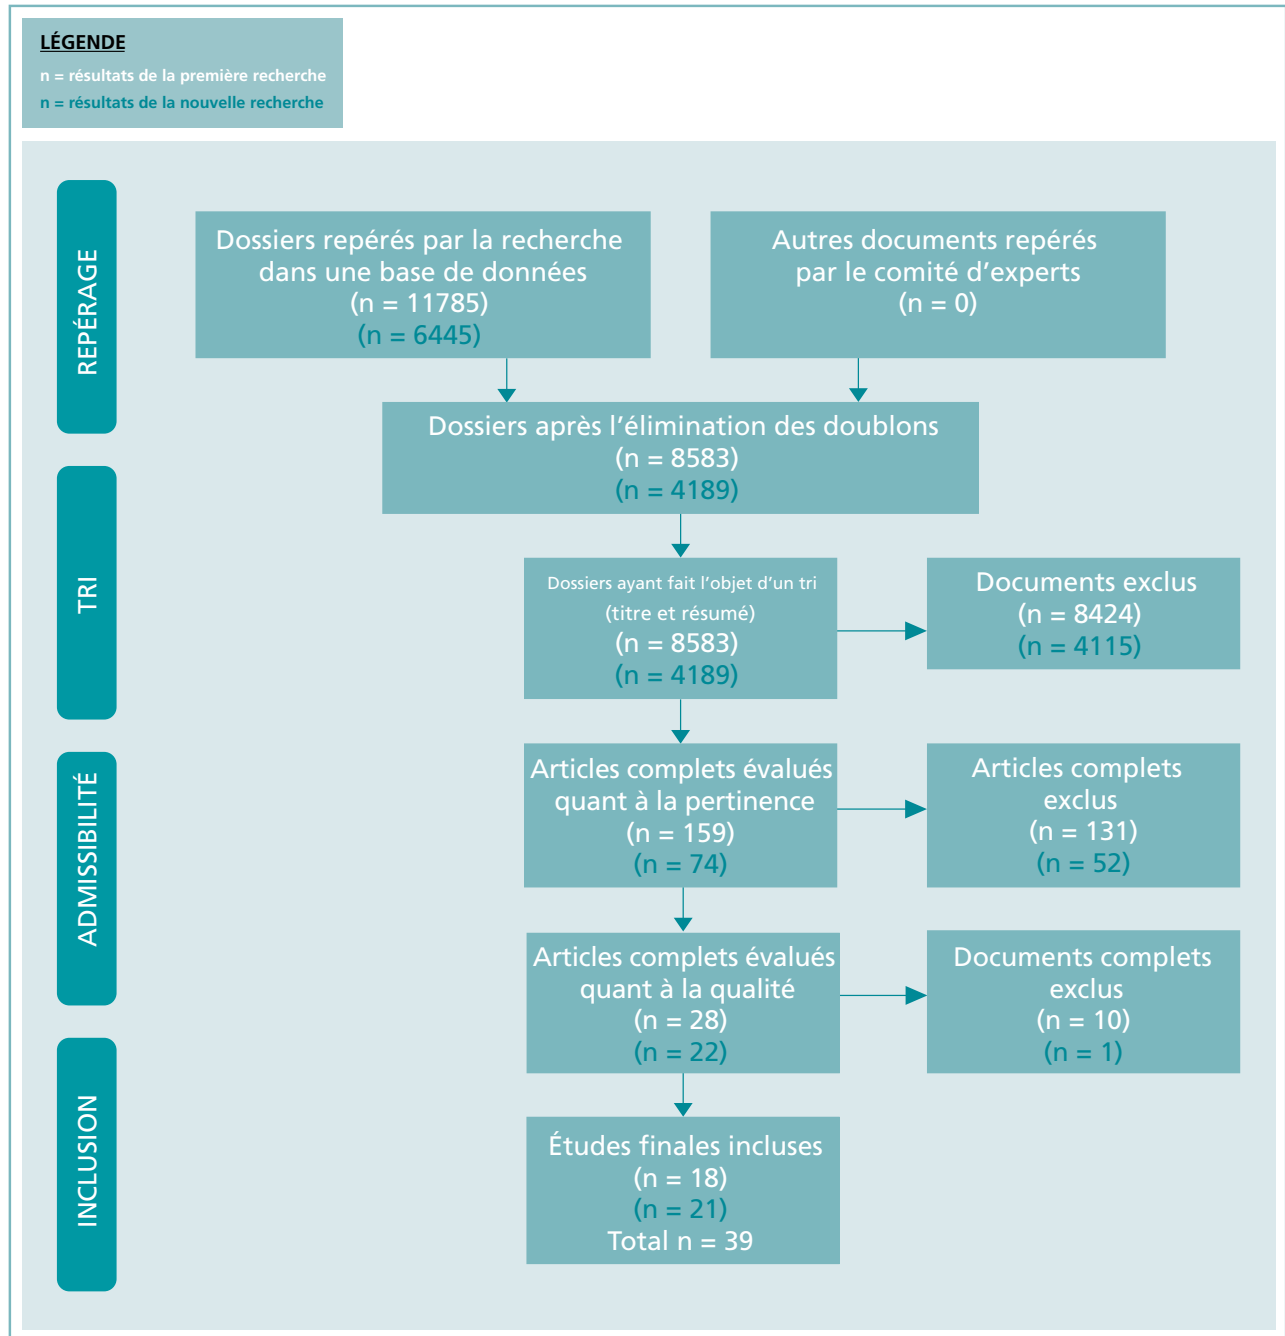 LÉGENDE
n = résultats de la première recherche
n = résultats de la nouvelle recherche
REPÉRAGE
Dossiers repérés par la recherche
dans une base de données
(n = 11785)
(n = 6445)
Autres documents repérés
par le comité d’experts
(n = 0)
Dossiers après l’élimination des doublons
(n = 8583)
(n = 4189)
TRI
Dossiers ayant fait l’objet d’un tri
(titre et résumé)
(n = 8583)
(n = 4189)
Documents exclus
(n = 8424)
(n = 4115)
ADMISSIBILITÉ
Articles complets évalués
quant à la pertinence
(n = 159)
(n = 74)
Articles complets
exclus
(n = 131)
(n = 52)
Articles complets évalués
quant à la qualité
(n = 28)
(n = 22)
Documents complets
exclus
(n = 10)
(n = 1)
INCLUSION
Études finales incluses
(n = 18)
(n = 21)
Total n = 39